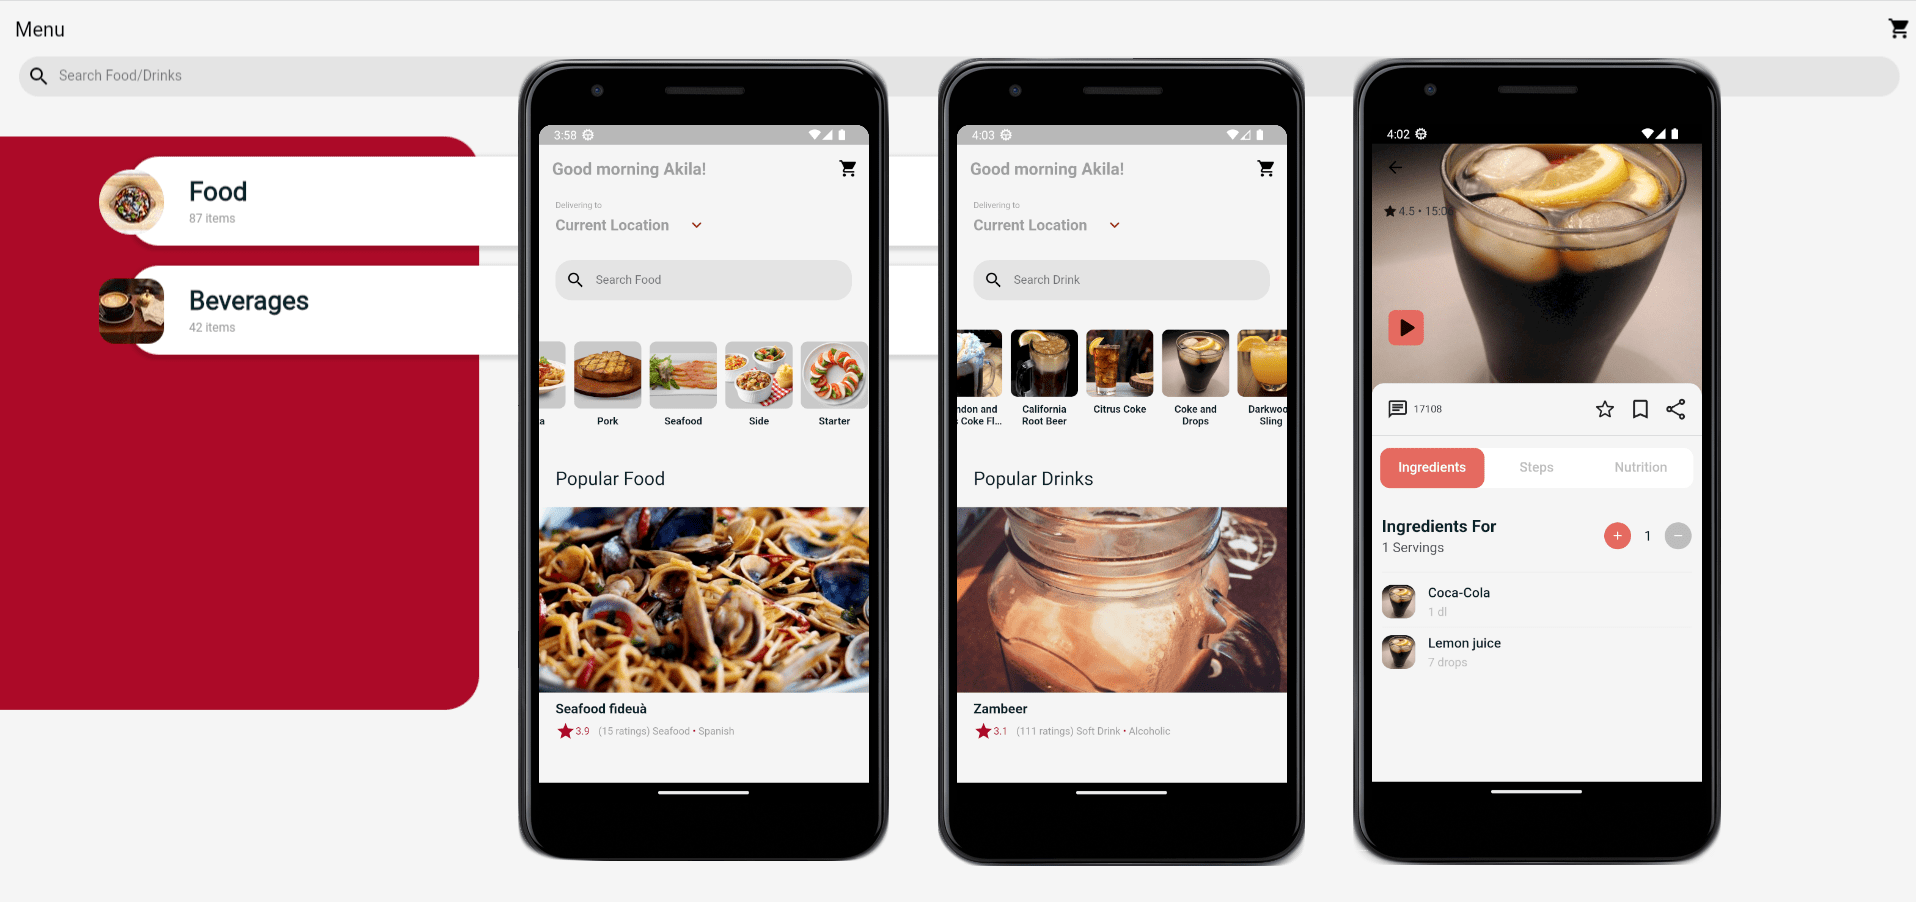 Menu
Search Food/Drinks
Food
87 items
Beverages
42 items
3:58
Good morning Akila!
Delivering to
Current Location
Search Food
a
Pork
Seafood
Side
Starter
Popular Food
Seafood fideuà
3.9 (15 ratings) Seafood • Spanish
4:03
Good morning Akila!
Delivering to
Current Location
Search Drink
ndon and
s Coke Fl...
California
Root Beer
Citrus Coke
Coke and
Drops
Darkwoo
Sling
Popular Drinks
Zambeer
3.1 (111 ratings) Soft Drink • Alcoholic
4:02
4.5 • 15:06
17108
Ingredients
Steps
Nutrition
Ingredients For
1 Servings
+ 1 −
Coca-Cola
1 dl
Lemon juice
7 drops